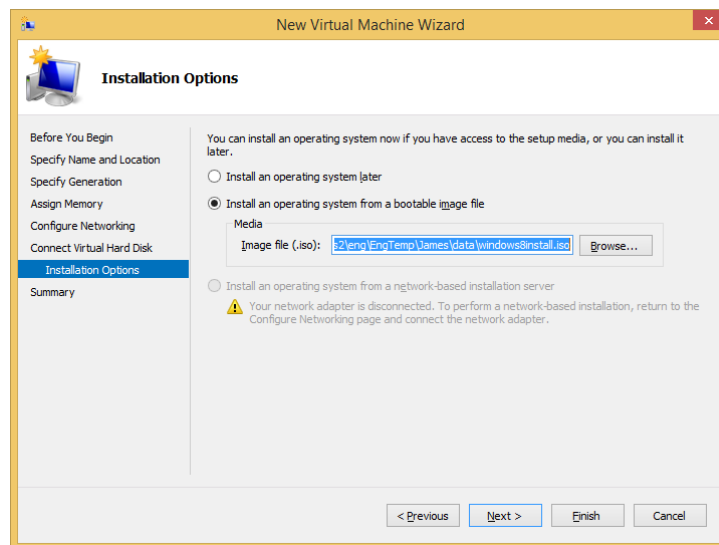 New Virtual Machine Wizard
Installation Options
Before You Begin
Specify Name and Location
Specify Generation
Assign Memory
Configure Networking
Connect Virtual Hard Disk
Installation Options
Summary
You can install an operating system now if you have access to the setup media, or you can install it
later.
Install an operating system later
Install an operating system from a bootable image file
Media
Image file (.iso): s2\eng\EngTemp\James\data\windows8install.iso Browse...
Install an operating system from a network-based installation server
Your network adapter is disconnected. To perform a network-based installation, return to the
Configure Networking page and connect the network adapter.
< Previous Next > Finish Cancel